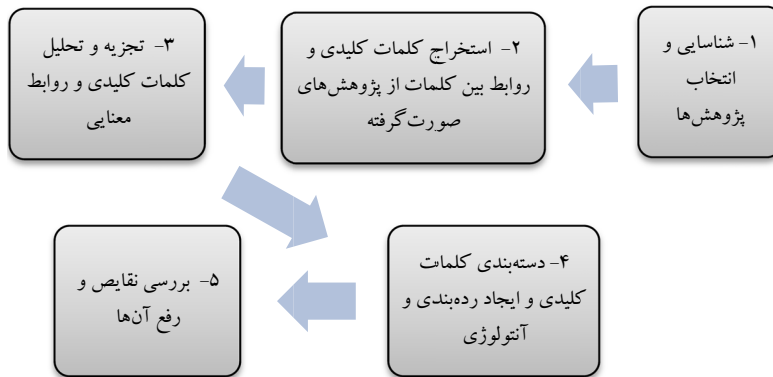 ۱- شناسایی و
انتخاب
پژوهش‌ها
۲- استخراج کلمات کلیدی و
روابط بین کلمات از پژوهش‌های
صورت‌گرفته
۳- تجزیه و تحلیل
کلمات کلیدی و روابط
معنایی
۴- دسته‌بندی کلمات
کلیدی و ایجاد رده‌بندی و
آنتولوژی
۵- بررسی نقایص و
رفع آن‌ها